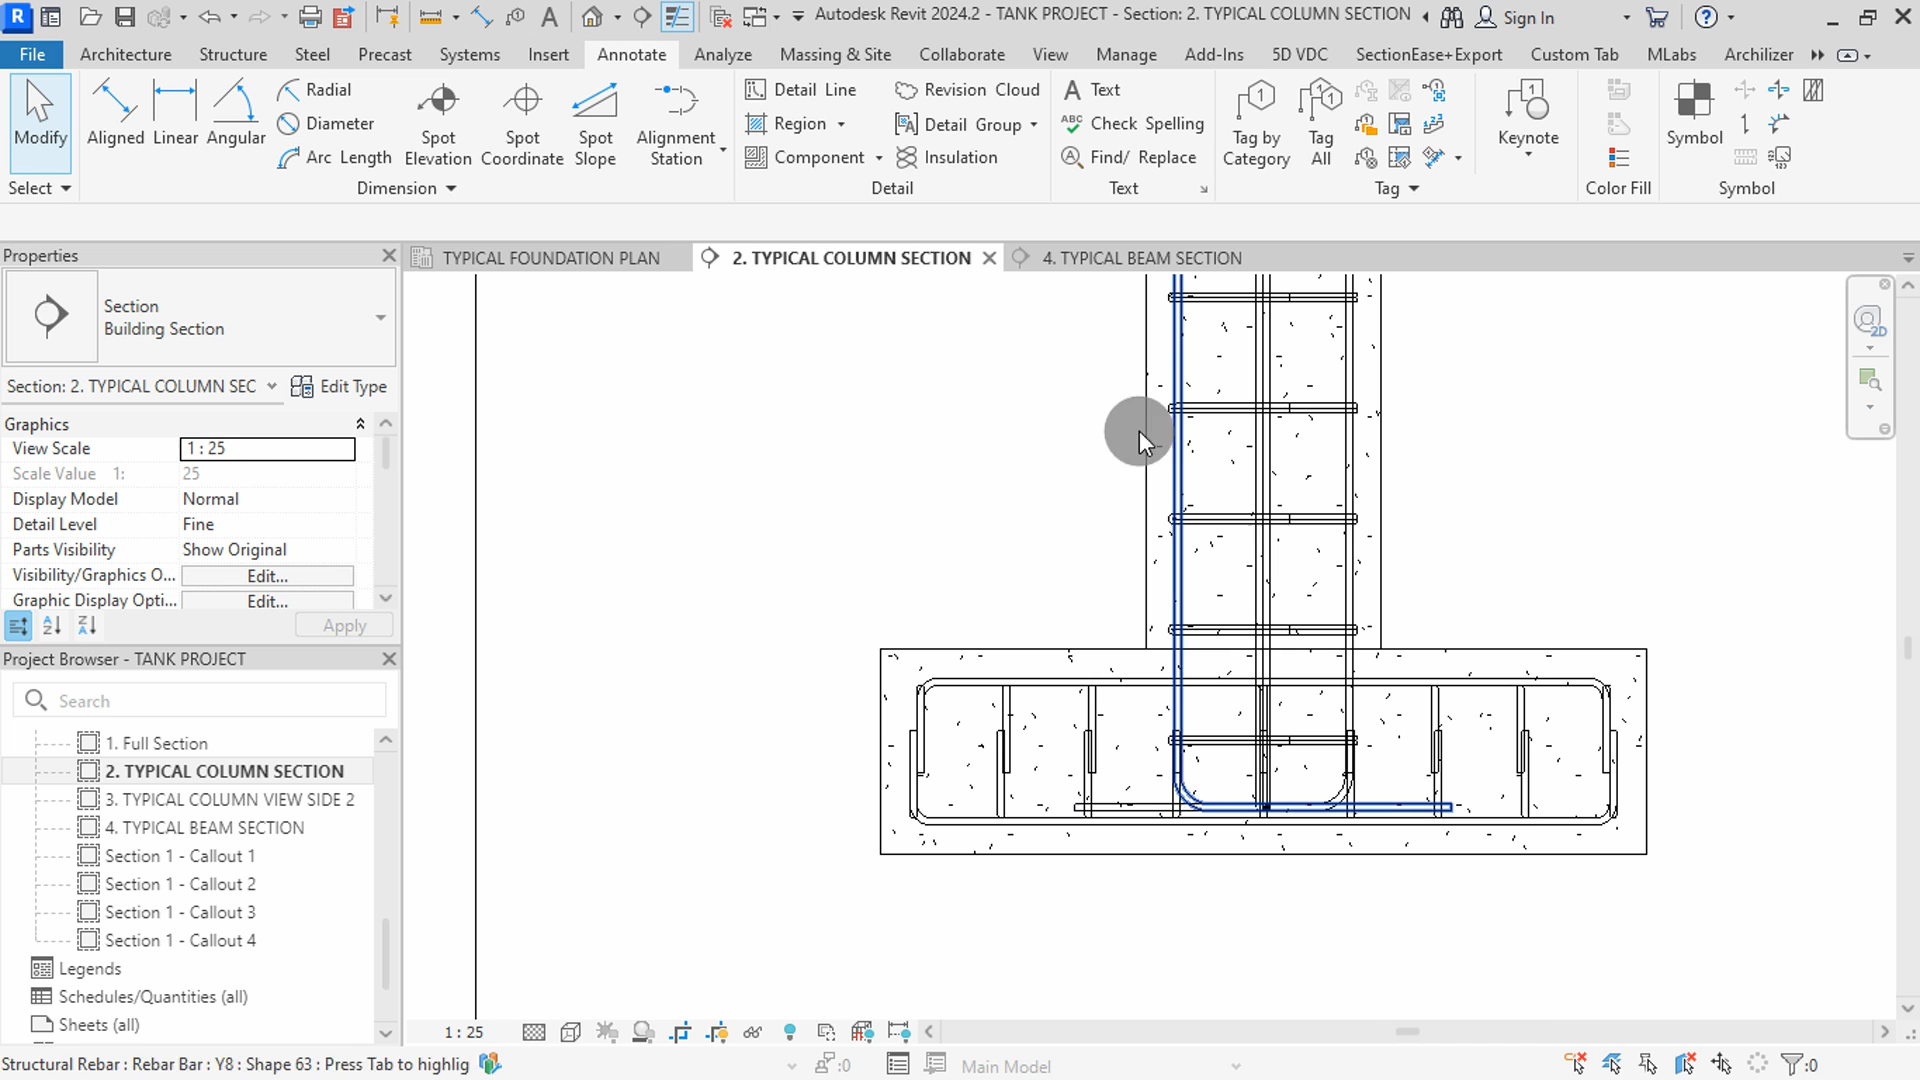 Autodesk Revit 2024.2 - TANK PROJECT - Section: 2. TYPICAL COLUMN SECTION
Sign In
File
Architecture
Structure
Steel
Precast
Systems
Insert
Annotate
Analyze
Massing & Site
Collaborate
View
Manage
Add-Ins
5D VDC
SectionEase+Export
Custom Tab
MLabs
Archilizer
Modify
Aligned
Linear
Angular
Radial
Diameter
Arc Length
Spot Elevation
Spot Coordinate
Spot Slope
Alignment Station
Detail Line
Region
Component
Revision Cloud
Detail Group
Insulation
Text
Check Spelling
Find/ Replace
Tag by Category
Tag All
Keynote
Symbol
Select
Dimension
Detail
Text
Tag
Color Fill
Symbol
Properties
TYPICAL FOUNDATION PLAN
2. TYPICAL COLUMN SECTION
4. TYPICAL BEAM SECTION
Section
Building Section
Section: 2. TYPICAL COLUMN SEC
Edit Type
Graphics
View Scale
1 : 25
Scale Value 1:
25
Display Model
Normal
Detail Level
Fine
Parts Visibility
Show Original
Visibility/Graphics O...
Edit...
Graphic Display Opti...
Edit...
Apply
Project Browser - TANK PROJECT
Search
1. Full Section
2. TYPICAL COLUMN SECTION
3. TYPICAL COLUMN VIEW SIDE 2
4. TYPICAL BEAM SECTION
Section 1 - Callout 1
Section 1 - Callout 2
Section 1 - Callout 3
Section 1 - Callout 4
Legends
Schedules/Quantities (all)
Sheets (all)
1 : 25
Structural Rebar : Rebar Bar : Y8 : Shape 63 : Press Tab to highlig
:0
Main Model
:0
2D